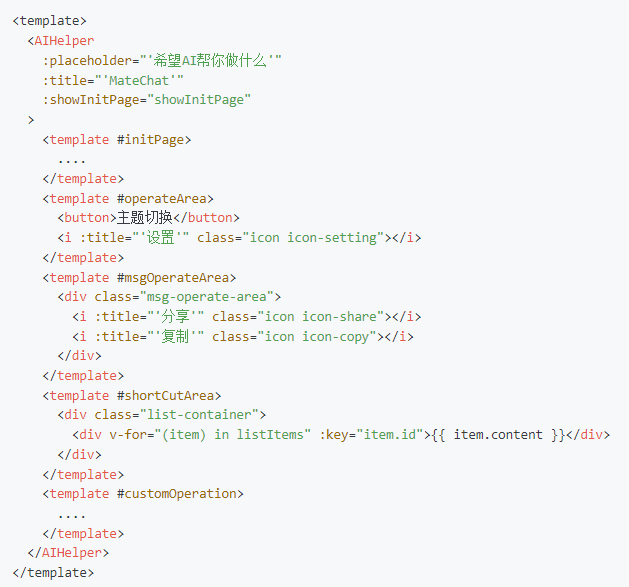 <template>
  <AIHelper
    :placeholder="'希望AI帮你做什么'"
    :title="'MateChat'"
    :showInitPage="showInitPage"
  >
    <template #initPage>
      ....
    </template>
    <template #operateArea>
      <button>主题切换</button>
      <i :title="'设置'" class="icon icon-setting"></i>
    </template>
    <template #msgOperateArea>
      <div class="msg-operate-area">
        <i :title="'分享'" class="icon icon-share"></i>
        <i :title="'复制'" class="icon icon-copy"></i>
      </div>
    </template>
    <template #shortCutArea>
      <div class="list-container">
        <div v-for="(item) in listItems" :key="item.id">{{ item.content }}</div>
      </div>
    </template>
    <template #customOperation>
      ....
    </template>
  </AIHelper>
</template>